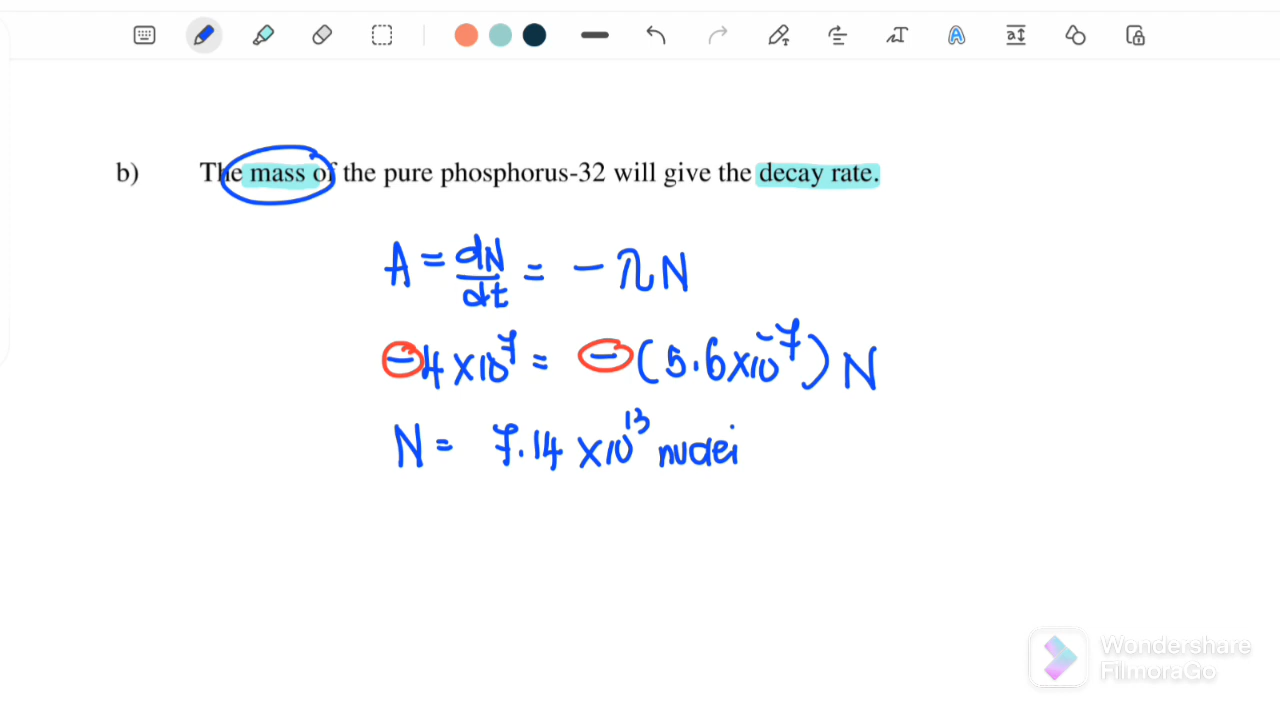 b) The mass of the pure phosphorus-32 will give the decay rate.
A = dN/dt = - λN
- 4 x 10⁷ = - (5.6 x 10⁻⁷) N
N = 7.14 x 10¹³ nuclei
Wondershare
FilmoraGo